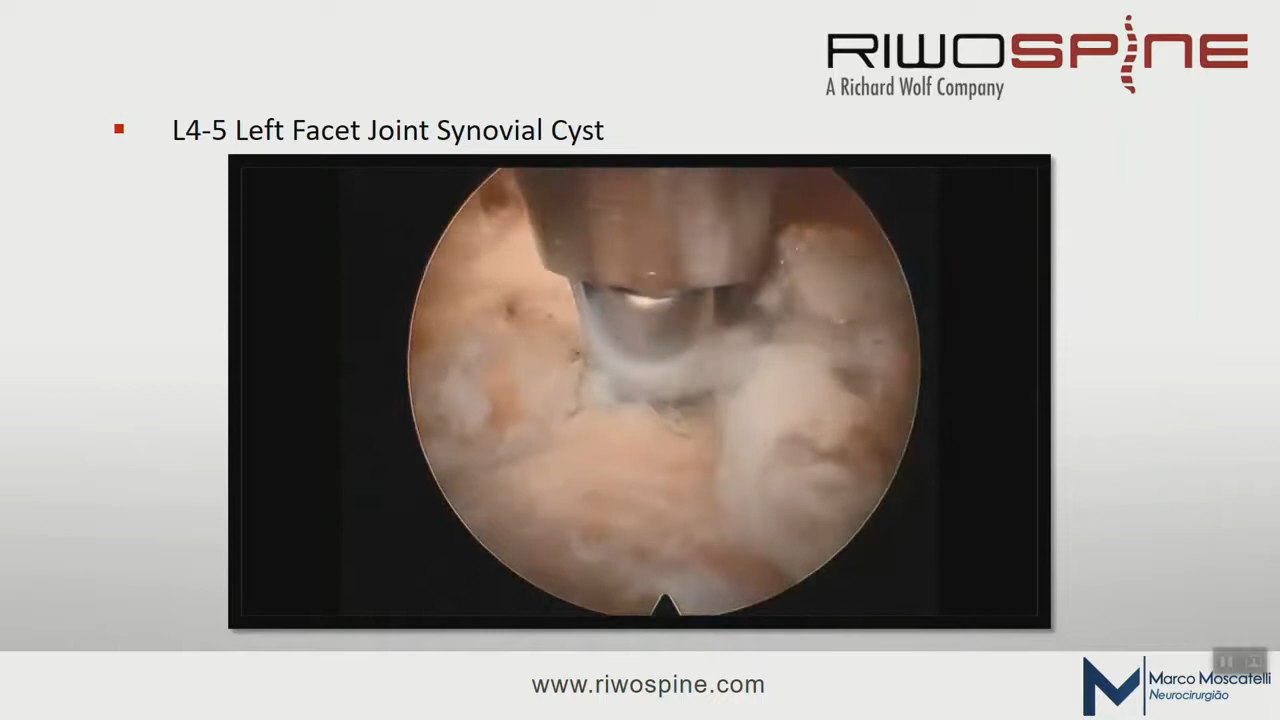 RIWOSPINE
A Richard Wolf Company
L4-5 Left Facet Joint Synovial Cyst
www.riwospine.com
Marco Moscatelli
Neurocirurgião